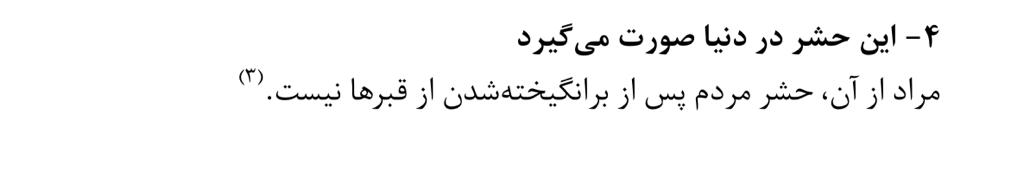 ۴- این حشر در دنیا صورت می‌گیرد
مراد از آن، حشر مردم پس از برانگیخته‌شدن از قبرها نیست.(۳)